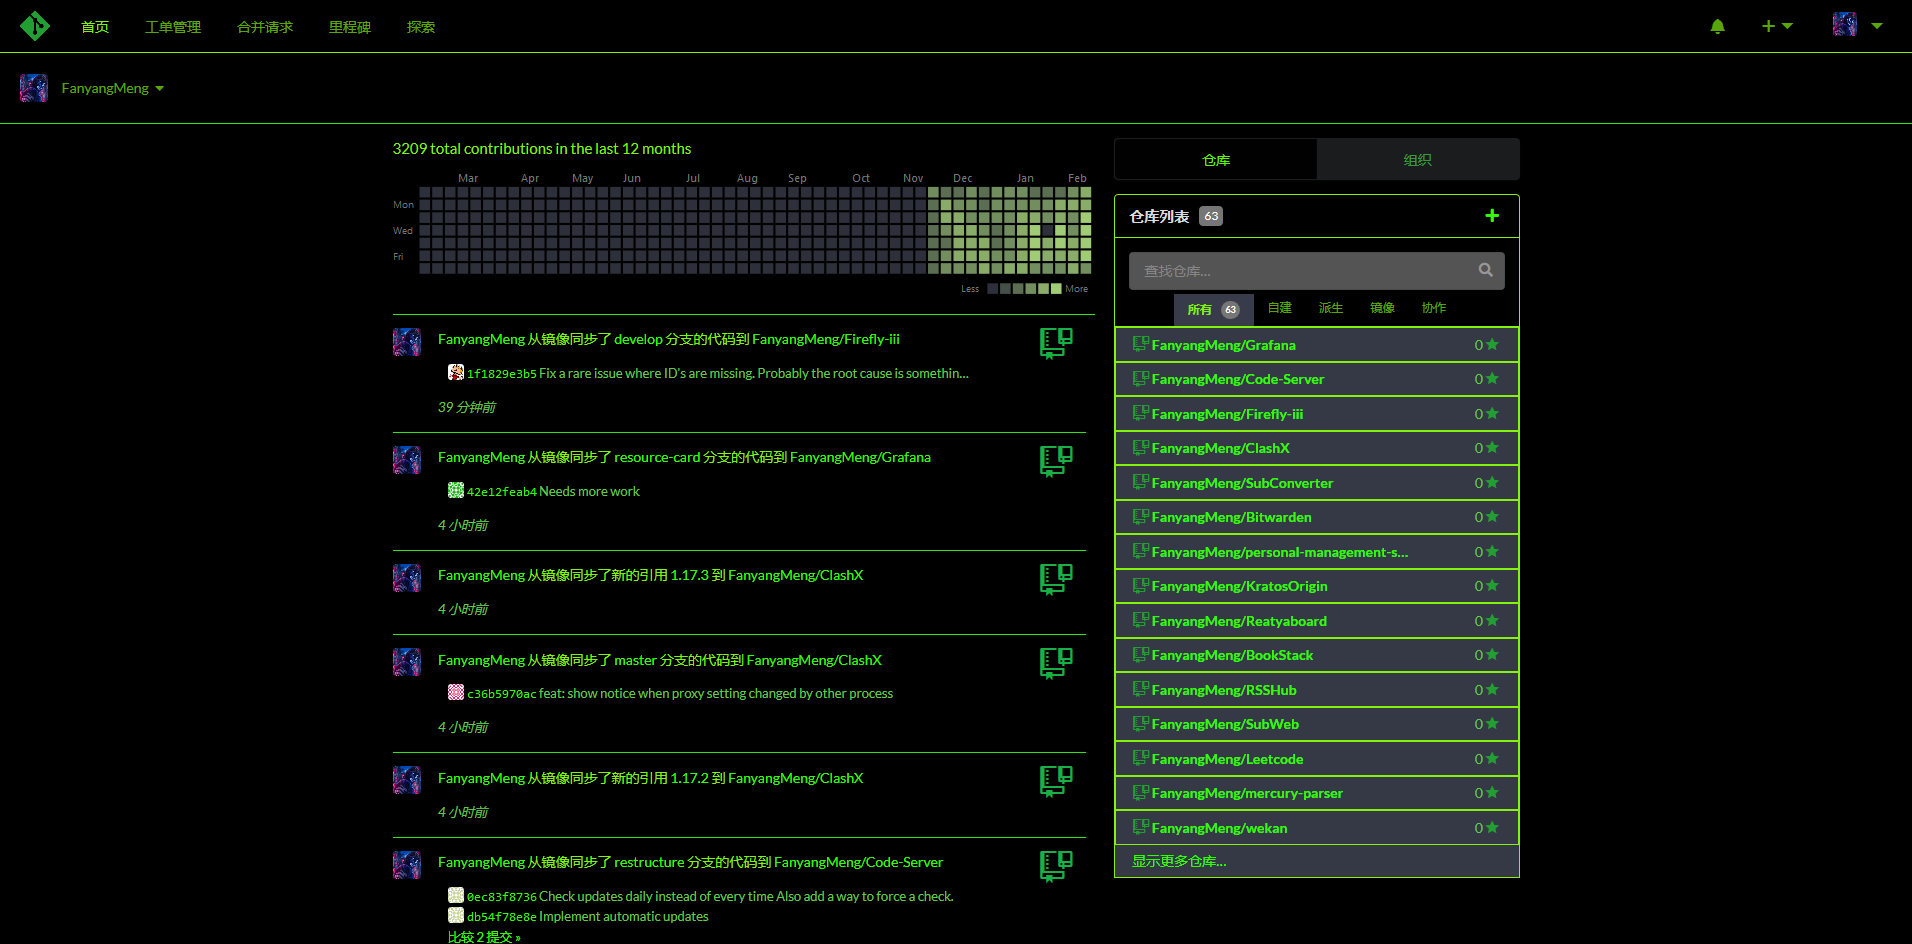 首页 工单管理 合并请求 里程碑 探索
FanyangMeng
3209 total contributions in the last 12 months
Mar Apr May Jun Jul Aug Sep Oct Nov Dec Jan Feb
Mon
Wed
Fri
Less More
FanyangMeng 从镜像同步了 develop 分支的代码到 FanyangMeng/Firefly-iii
1f1829e3b5 Fix a rare issue where ID's are missing. Probably the root cause is somethin...
39 分钟前
FanyangMeng 从镜像同步了 resource-card 分支的代码到 FanyangMeng/Grafana
42e12feab4 Needs more work
4 小时前
FanyangMeng 从镜像同步了新的引用 1.17.3 到 FanyangMeng/ClashX
4 小时前
FanyangMeng 从镜像同步了 master 分支的代码到 FanyangMeng/ClashX
c36b5970ac feat: show notice when proxy setting changed by other process
4 小时前
FanyangMeng 从镜像同步了新的引用 1.17.2 到 FanyangMeng/ClashX
4 小时前
FanyangMeng 从镜像同步了 restructure 分支的代码到 FanyangMeng/Code-Server
0ec83f8736 Check updates daily instead of every time Also add a way to force a check.
db54f78e8e Implement automatic updates
比较 2 提交 »
仓库 组织
仓库列表 63
查找仓库...
所有 63 自建 派生 镜像 协作
FanyangMeng/Grafana 0
FanyangMeng/Code-Server 0
FanyangMeng/Firefly-iii 0
FanyangMeng/ClashX 0
FanyangMeng/SubConverter 0
FanyangMeng/Bitwarden 0
FanyangMeng/personal-management-s... 0
FanyangMeng/KratosOrigin 0
FanyangMeng/Reatyaboard 0
FanyangMeng/BookStack 0
FanyangMeng/RSSHub 0
FanyangMeng/SubWeb 0
FanyangMeng/Leetcode 0
FanyangMeng/mercury-parser 0
FanyangMeng/wekan 0
显示更多仓库...